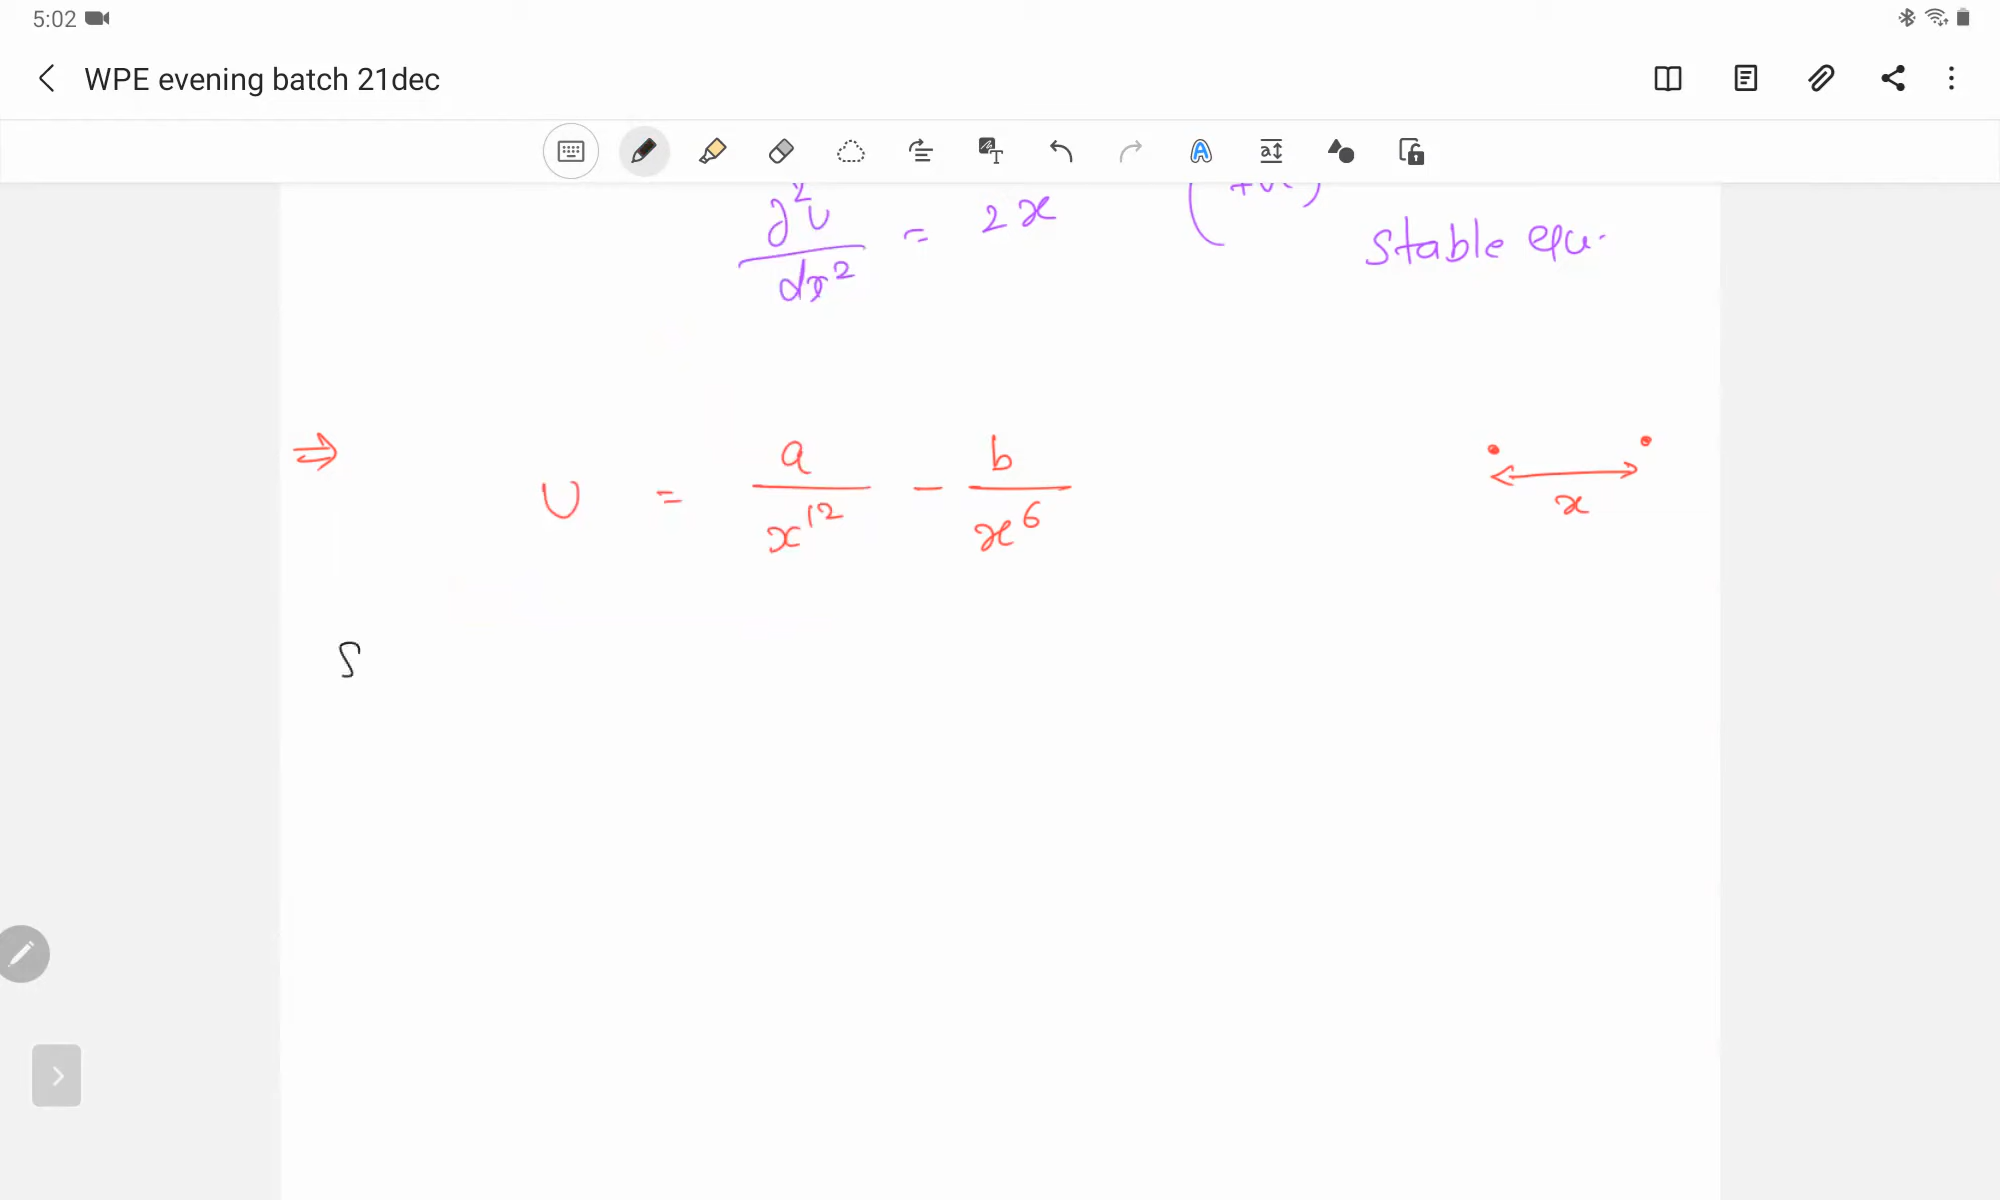 5:02
WPE evening batch 21dec
∂²U/dx² = 2x
Stable equ.
⇒ U = a/x¹² − b/x⁶
x
S